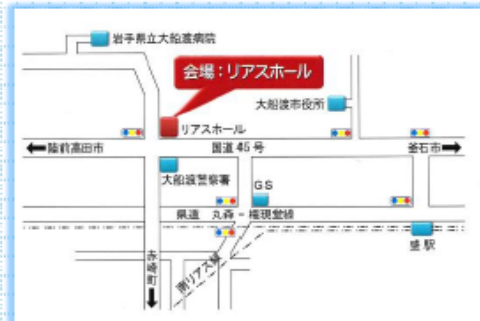 岩手県立大船渡病院
会場：リアスホール
大船渡市役所
リアスホール
陸前高田市
国道45号
釜石市
大船渡警察署
GS
県道 丸森－権現堂線
盛駅
赤崎町
南リアス線